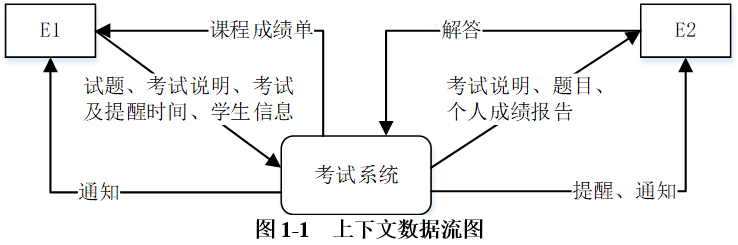 E1
课程成绩单
解答
E2
试题、考试说明、考试
及提醒时间、学生信息
考试说明、题目、
个人成绩报告
考试系统
通知
提醒、通知
图 1-1 上下文数据流图